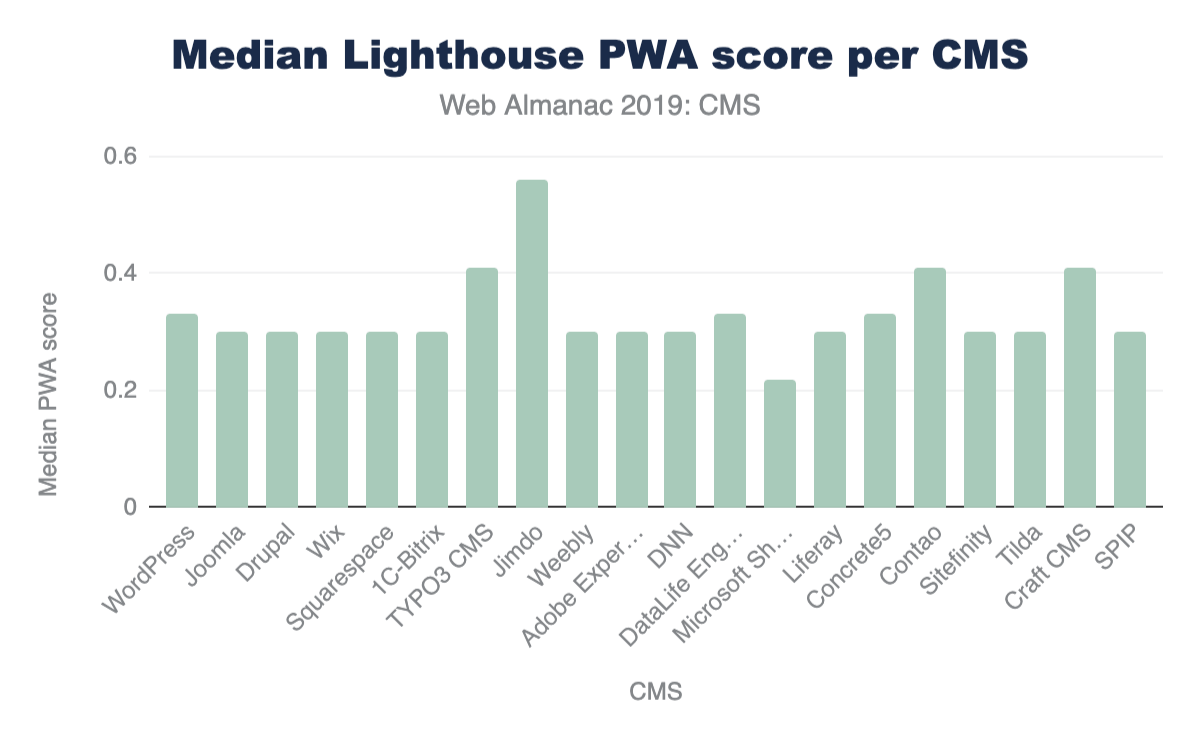 Median Lighthouse PWA score per CMS
Web Almanac 2019: CMS
0.6
0.4
0.2
0
Median PWA score
WordPress
Joomla
Drupal
Wix
Squarespace
1C-Bitrix
TYPO3 CMS
Jimdo
Weebly
Adobe Exper…
DNN
DataLife Eng…
Microsoft Sh…
Liferay
Concrete5
Contao
Sitefinity
Tilda
Craft CMS
SPIP
CMS